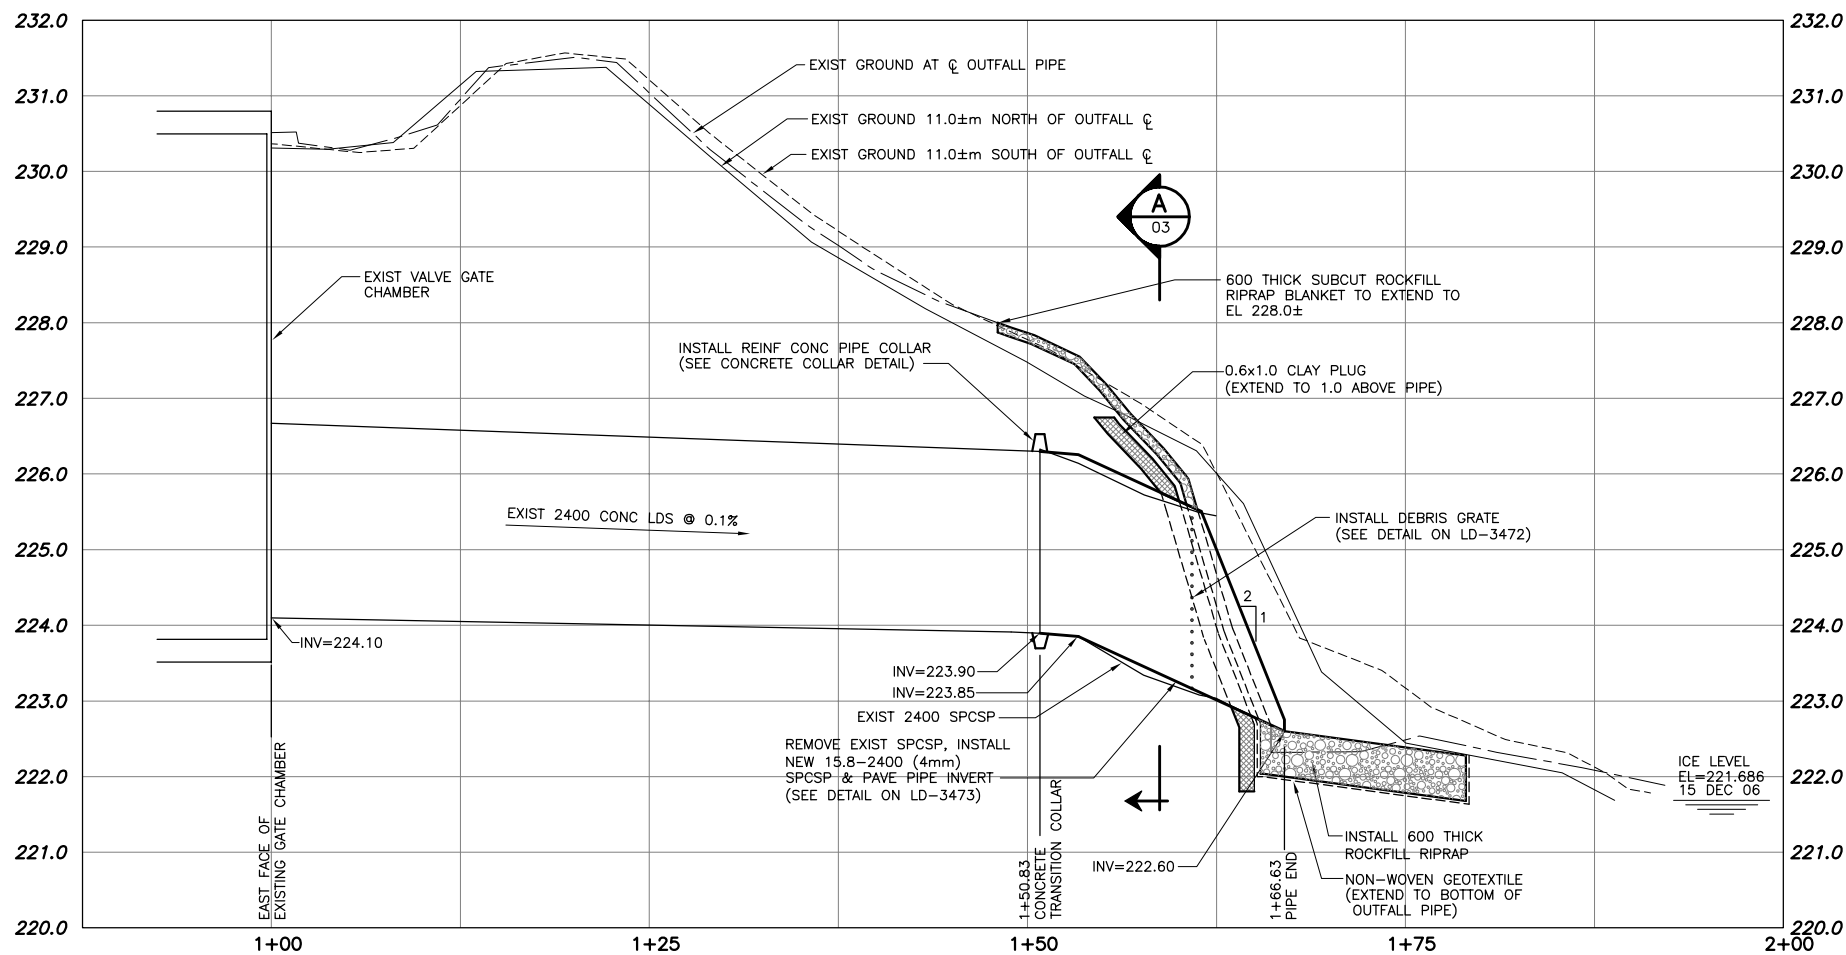 232.0
232.0
EXIST GROUND AT ℄ OUTFALL PIPE
231.0
231.0
EXIST GROUND 11.0±m NORTH OF OUTFALL ℄
EXIST GROUND 11.0±m SOUTH OF OUTFALL ℄
230.0
230.0
A
03
229.0
229.0
EXIST VALVE GATE
CHAMBER
600 THICK SUBCUT ROCKFILL
RIPRAP BLANKET TO EXTEND TO
EL 228.0±
228.0
228.0
INSTALL REINF CONC PIPE COLLAR
(SEE CONCRETE COLLAR DETAIL)
0.6x1.0 CLAY PLUG
(EXTEND TO 1.0 ABOVE PIPE)
227.0
227.0
226.0
226.0
EXIST 2400 CONC LDS @ 0.1%
INSTALL DEBRIS GRATE
(SEE DETAIL ON LD-3472)
225.0
225.0
2
1
224.0
224.0
INV=224.10
INV=223.90
INV=223.85
223.0
223.0
EXIST 2400 SPCSP
REMOVE EXIST SPCSP, INSTALL
NEW 15.8-2400 (4mm)
SPCSP & PAVE PIPE INVERT
(SEE DETAIL ON LD-3473)
ICE LEVEL
EL=221.686
15 DEC 06
222.0
222.0
EAST FACE OF
EXISTING GATE CHAMBER
1+50.83
CONCRETE
TRANSITION COLLAR
INV=222.60
1+66.63
PIPE END
INSTALL 600 THICK
ROCKFILL RIPRAP
NON-WOVEN GEOTEXTILE
(EXTEND TO BOTTOM OF
OUTFALL PIPE)
221.0
221.0
220.0
220.0
1+00
1+25
1+50
1+75
2+00